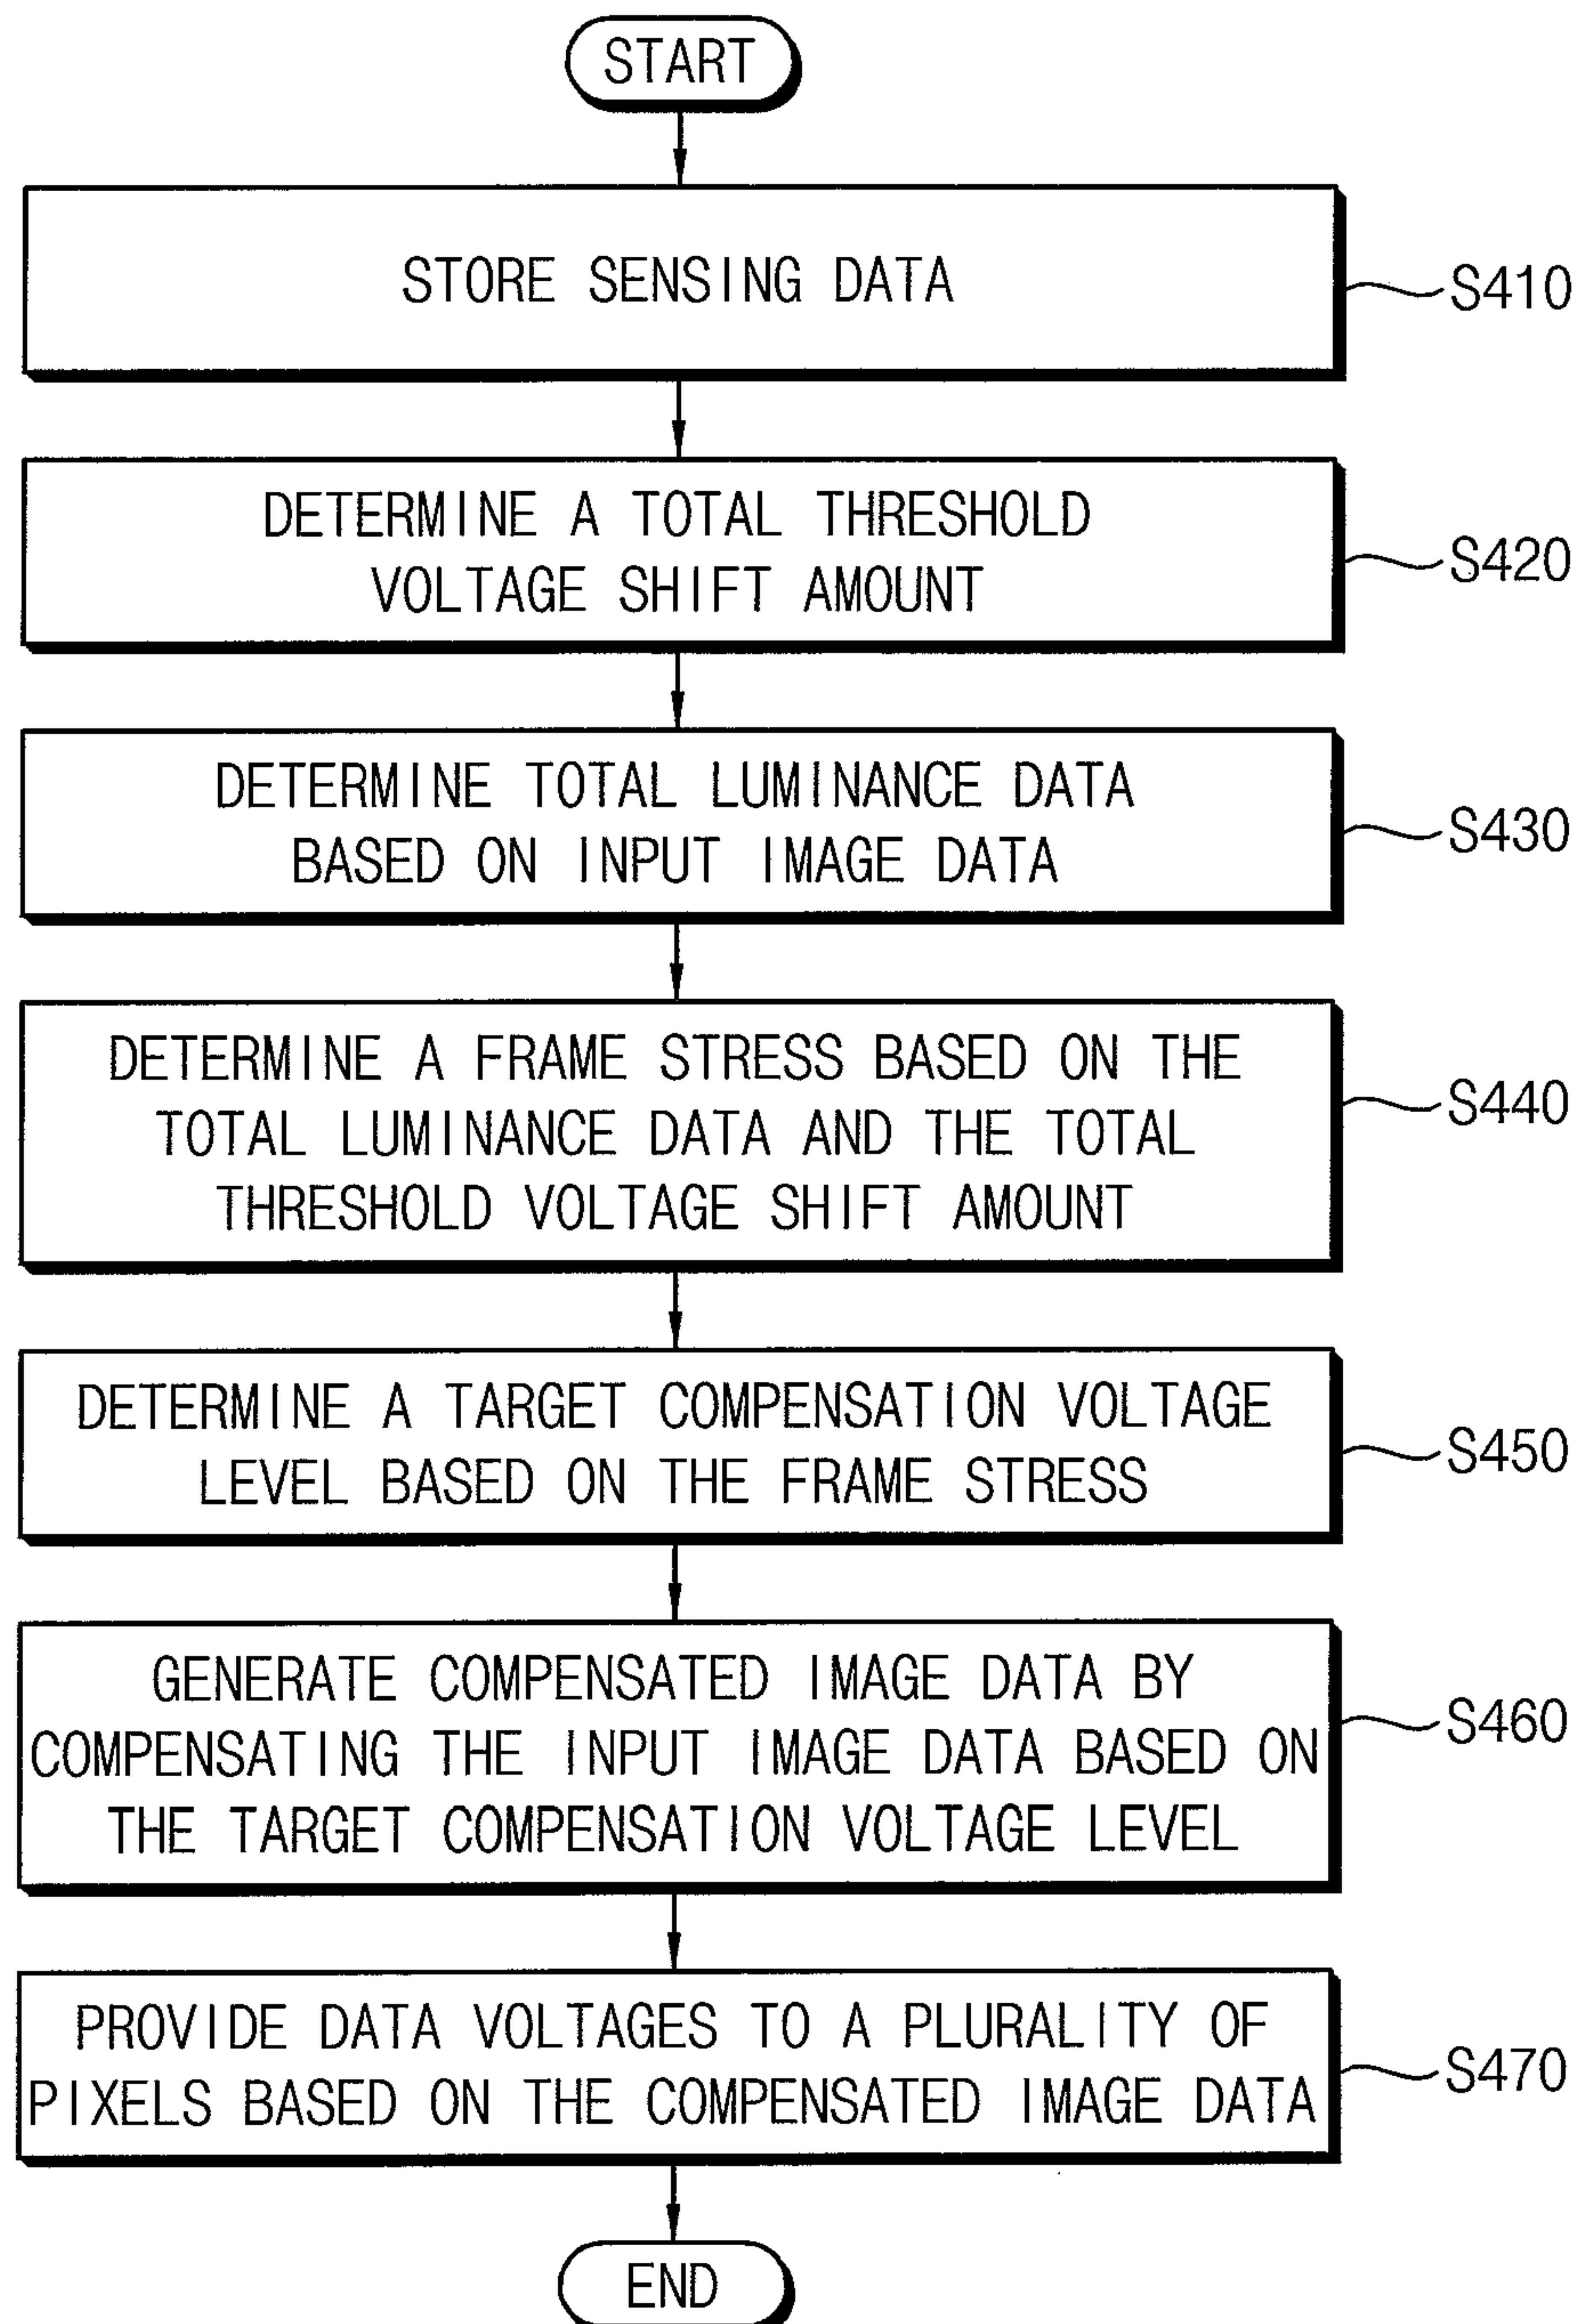 START
STORE SENSING DATA
S410
DETERMINE A TOTAL THRESHOLD
VOLTAGE SHIFT AMOUNT
S420
DETERMINE TOTAL LUMINANCE DATA
BASED ON INPUT IMAGE DATA
S430
DETERMINE A FRAME STRESS BASED ON THE
TOTAL LUMINANCE DATA AND THE TOTAL
THRESHOLD VOLTAGE SHIFT AMOUNT
S440
DETERMINE A TARGET COMPENSATION VOLTAGE
LEVEL BASED ON THE FRAME STRESS
S450
GENERATE COMPENSATED IMAGE DATA BY
COMPENSATING THE INPUT IMAGE DATA BASED ON
THE TARGET COMPENSATION VOLTAGE LEVEL
S460
PROVIDE DATA VOLTAGES TO A PLURALITY OF
PIXELS BASED ON THE COMPENSATED IMAGE DATA
S470
END